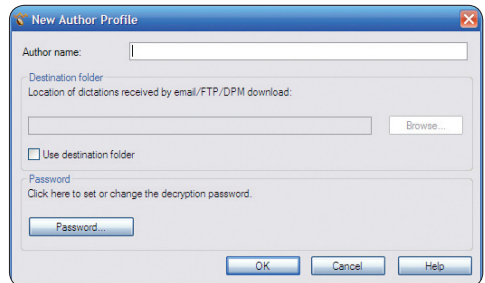 New Author Profile
Author name:
Destination folder
Location of dictations received by email/FTP/DPM download:
Browse...
Use destination folder
Password
Click here to set or change the decryption password.
Password...
OK Cancel Help